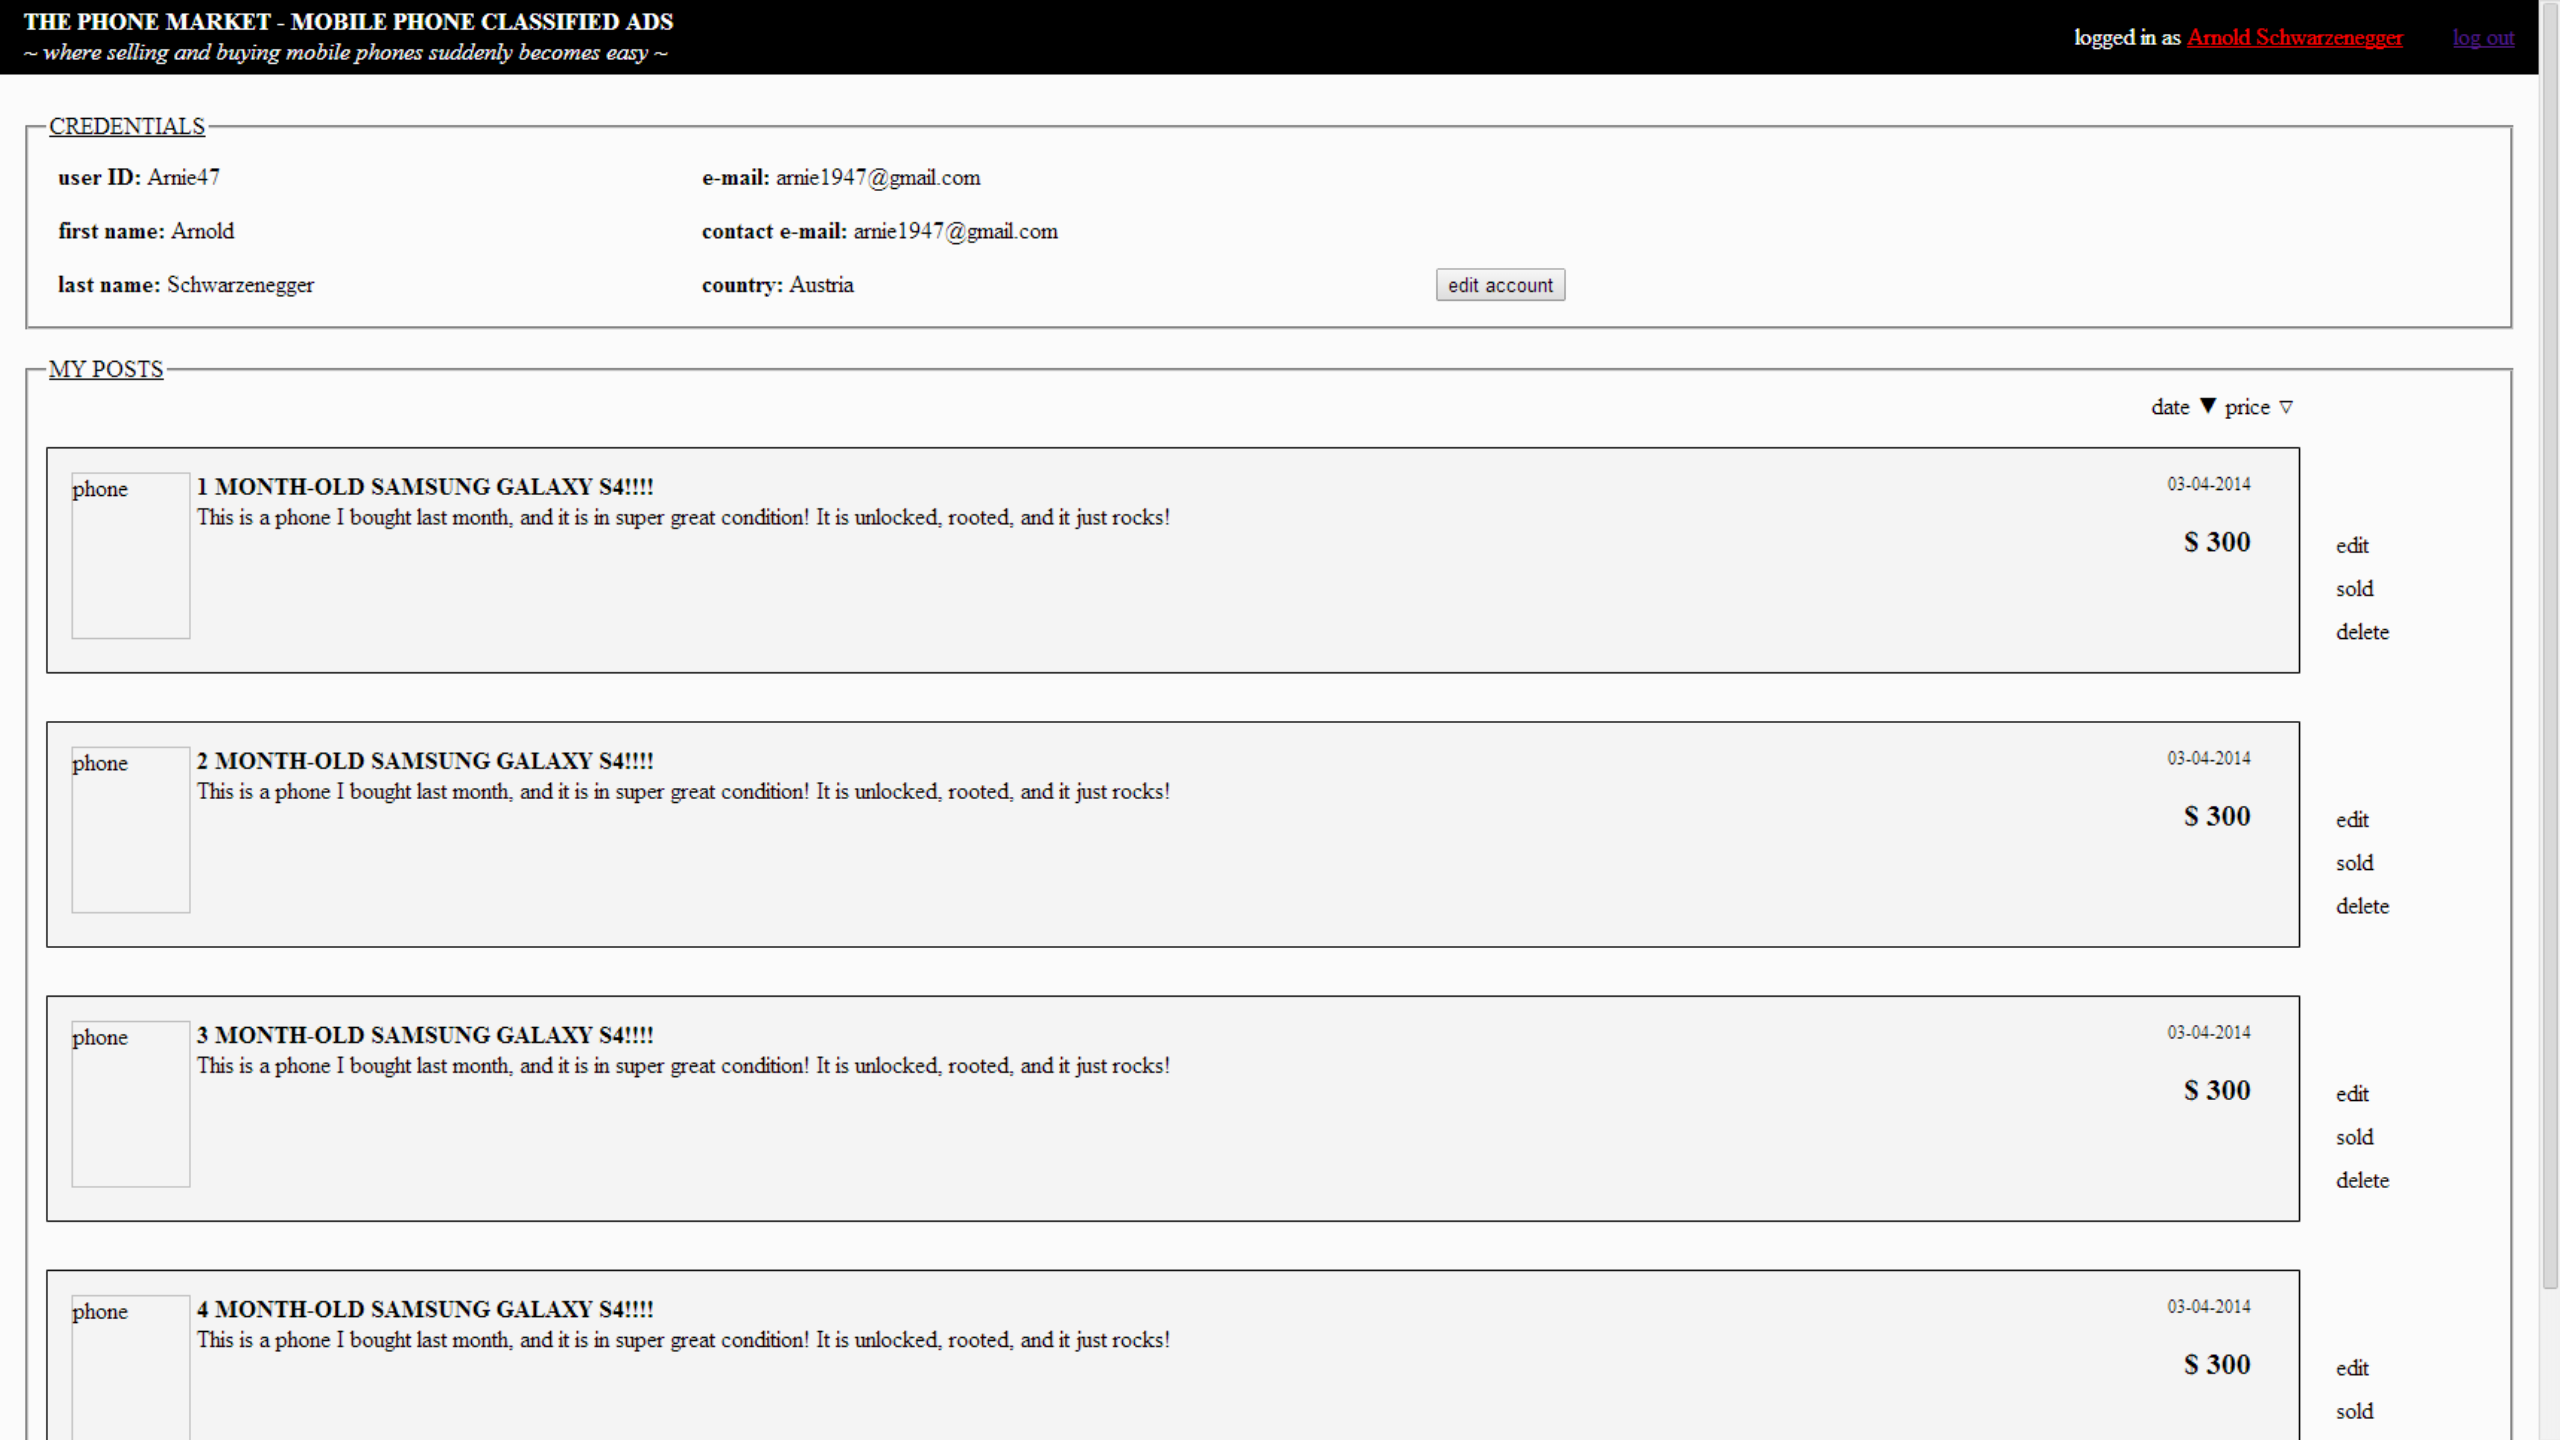 THE PHONE MARKET - MOBILE PHONE CLASSIFIED ADS
~ where selling and buying mobile phones suddenly becomes easy ~
logged in as Arnold Schwarzenegger log out
CREDENTIALS
user ID: Arnie47 e-mail: arnie1947@gmail.com
first name: Arnold contact e-mail: arnie1947@gmail.com
last name: Schwarzenegger country: Austria edit account
MY POSTS
date ▼ price ▽
phone 1 MONTH-OLD SAMSUNG GALAXY S4!!!! 03-04-2014
This is a phone I bought last month, and it is in super great condition! It is unlocked, rooted, and it just rocks!
$ 300
edit
sold
delete
phone 2 MONTH-OLD SAMSUNG GALAXY S4!!!! 03-04-2014
This is a phone I bought last month, and it is in super great condition! It is unlocked, rooted, and it just rocks!
$ 300
edit
sold
delete
phone 3 MONTH-OLD SAMSUNG GALAXY S4!!!! 03-04-2014
This is a phone I bought last month, and it is in super great condition! It is unlocked, rooted, and it just rocks!
$ 300
edit
sold
delete
phone 4 MONTH-OLD SAMSUNG GALAXY S4!!!! 03-04-2014
This is a phone I bought last month, and it is in super great condition! It is unlocked, rooted, and it just rocks!
$ 300
edit
sold